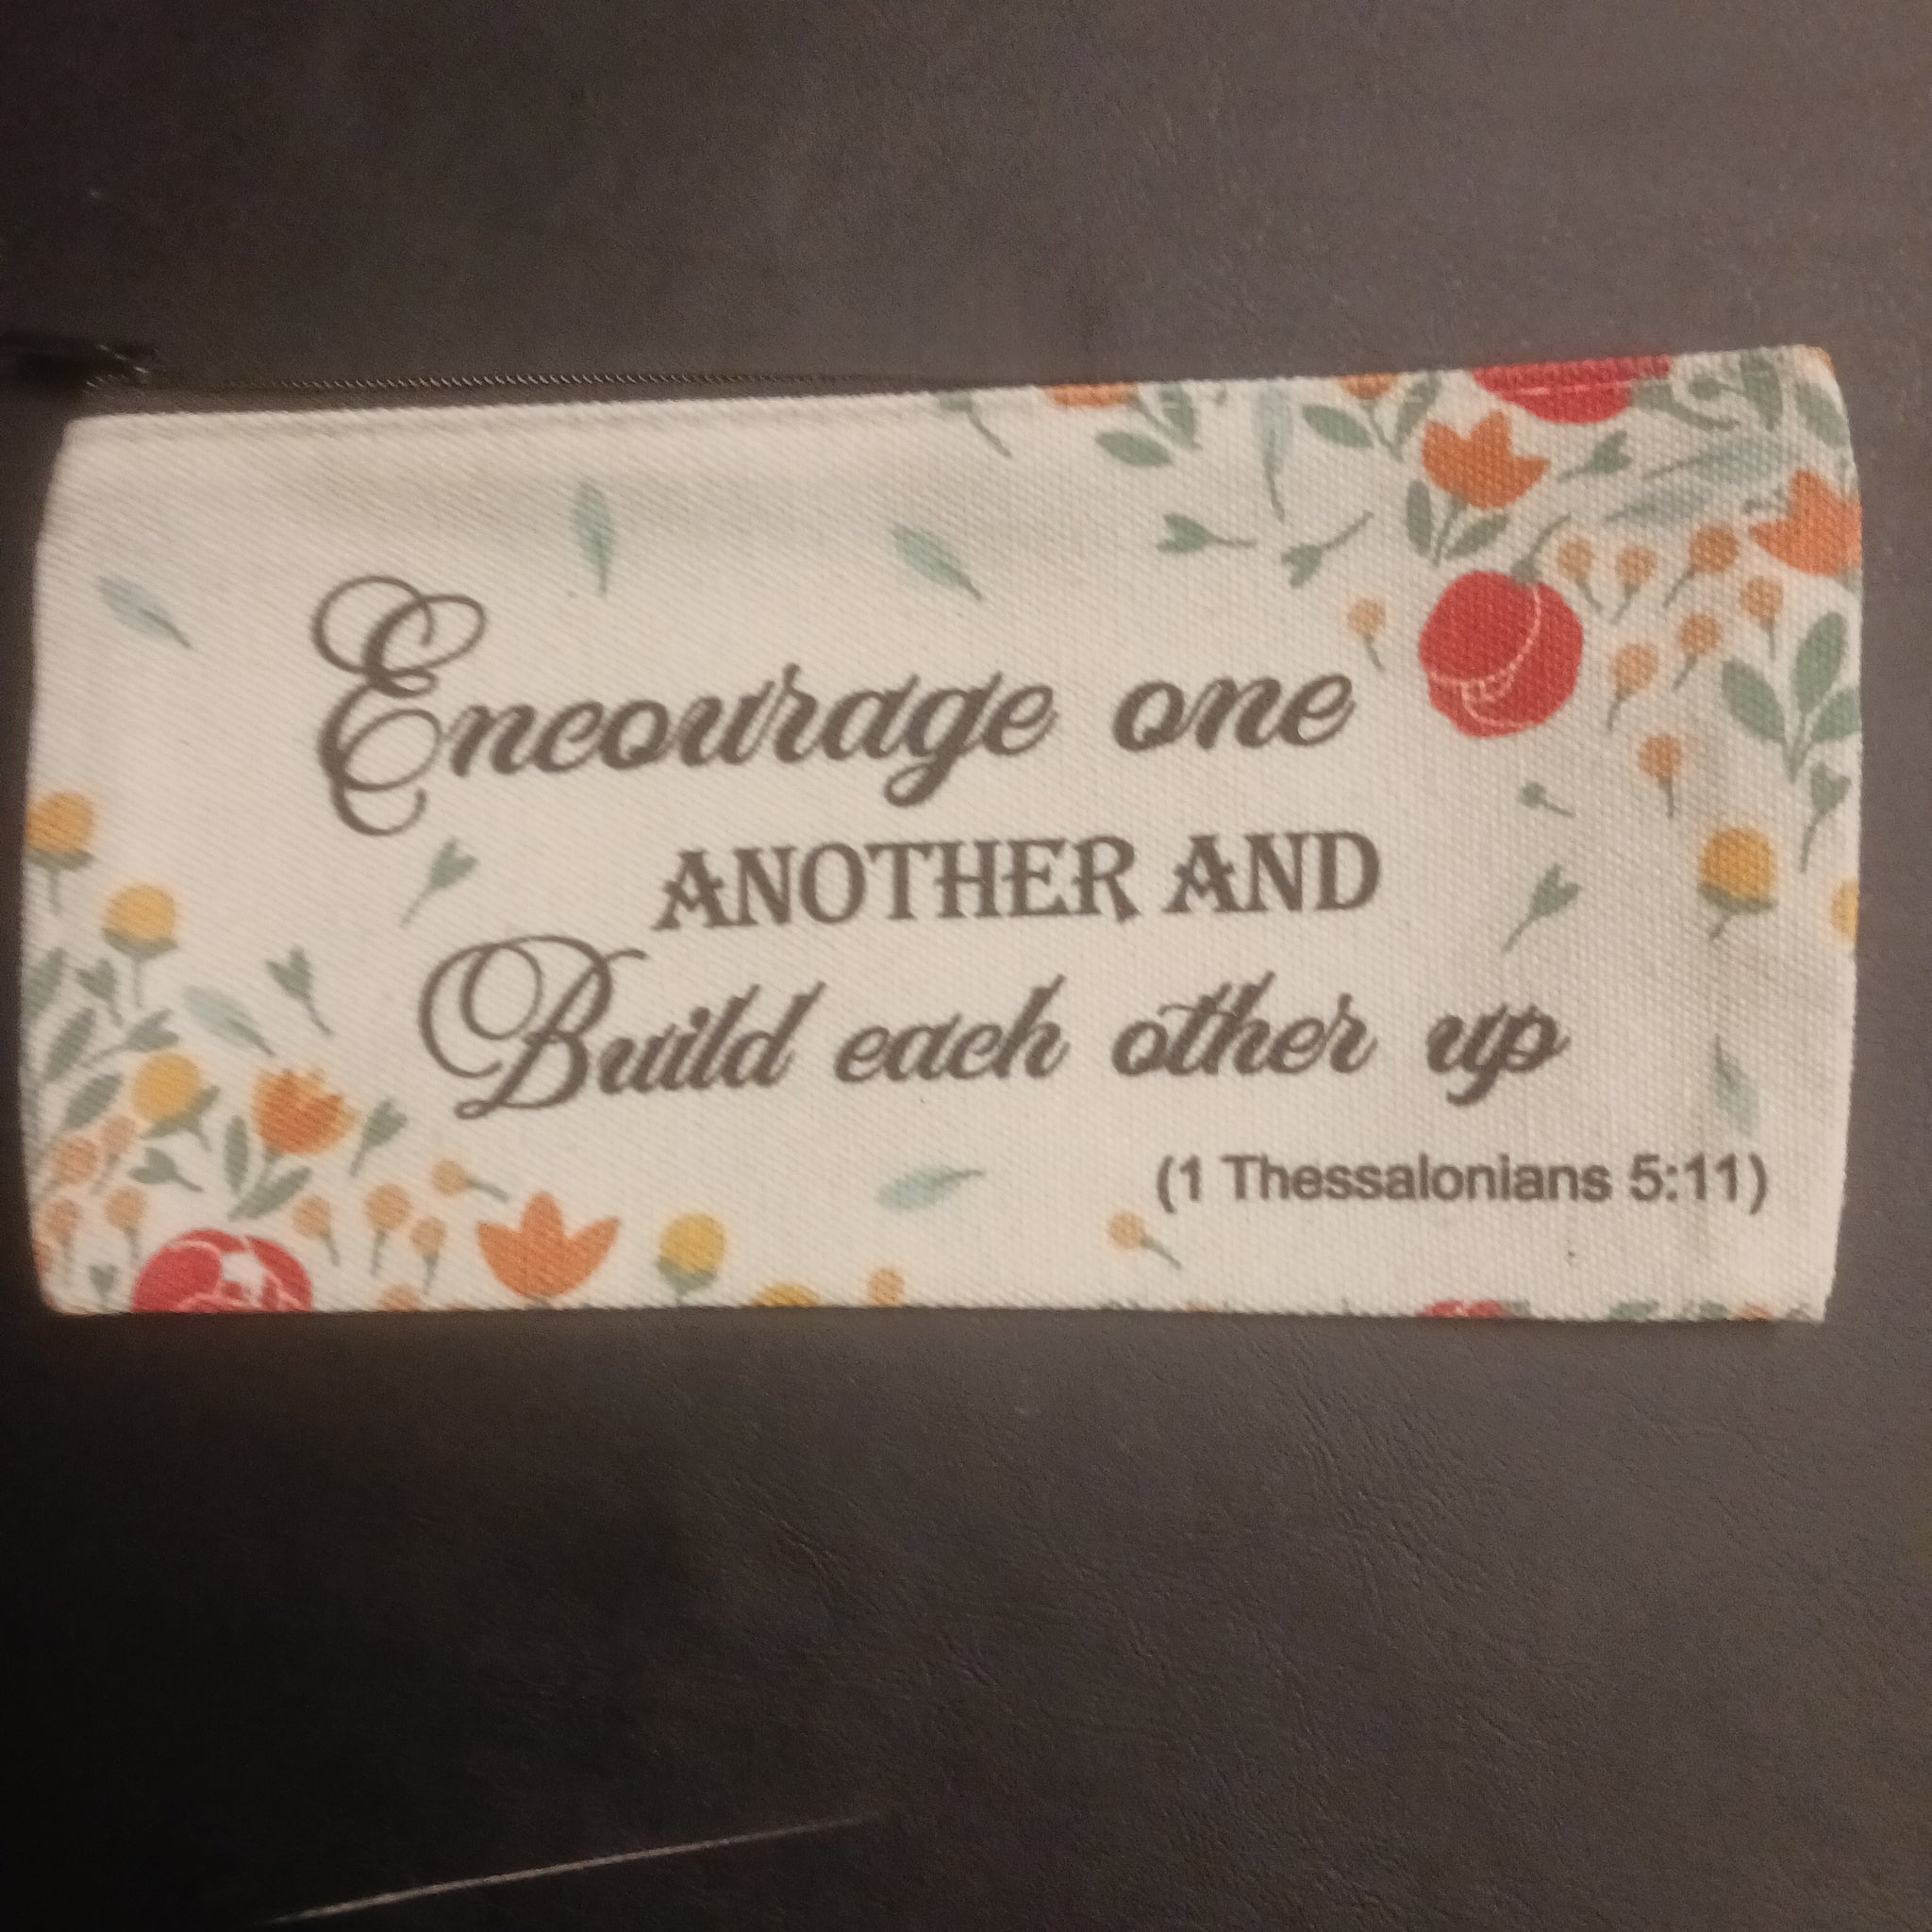 Encourage one
ANOTHER AND
Build each other up
(1 Thessalonians 5:11)